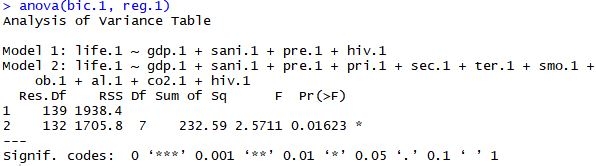 > anova(bic.1, reg.1)
Analysis of Variance Table
Model 1: life.1 ~ gdp.1 + sani.1 + pre.1 + hiv.1
Model 2: life.1 ~ gdp.1 + sani.1 + pre.1 + pri.1 + sec.1 + ter.1 + smo.1 +
ob.1 + al.1 + co2.1 + hiv.1
Res.Df RSS Df Sum of Sq F Pr(>F)
1 139 1938.4
2 132 1705.8 7 232.59 2.5711 0.01623 *
---
Signif. codes: 0 ‘***’ 0.001 ‘**’ 0.01 ‘*’ 0.05 ‘.’ 0.1 ‘ ’ 1